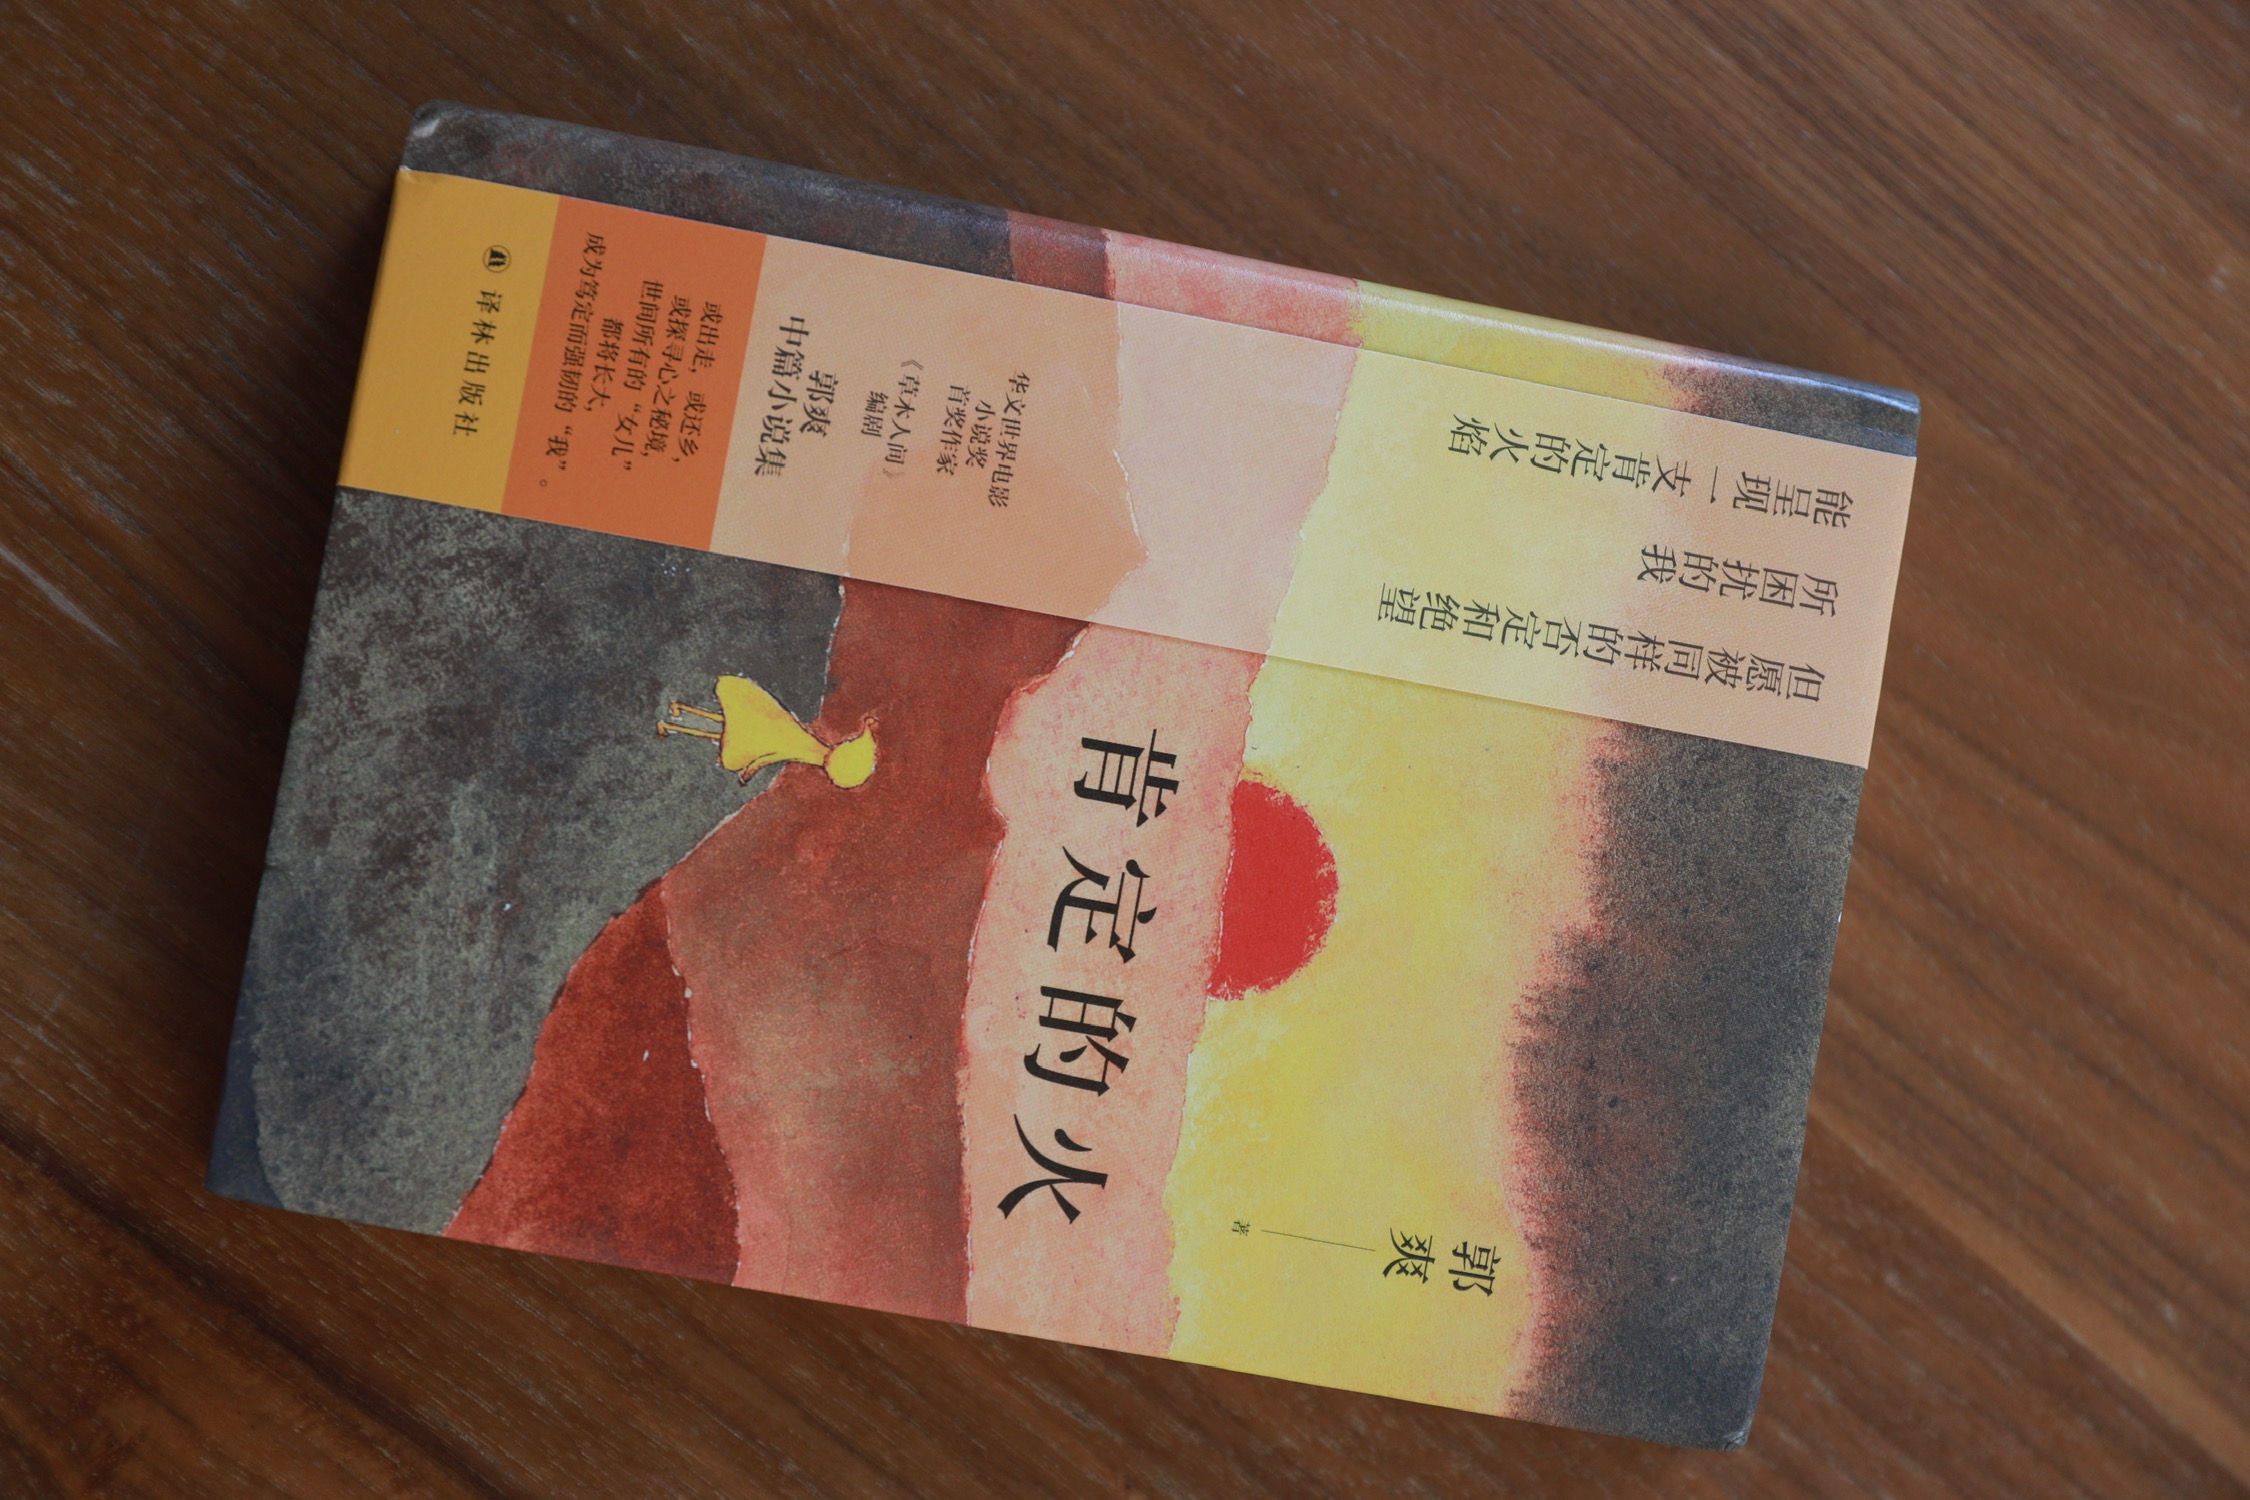 但愿被同样的否定和绝望
所困扰的我
能呈现一支肯定的火焰
郭爽
著
肯定的火
华文世界电影
小说奖
首奖作家
《草木人间》
编剧
郭爽
中篇小说集
或出走，或还乡，
或探寻心之秘境，
世间所有的“女儿”
都将长大，
成为笃定而强韧的“我”。
译林出版社